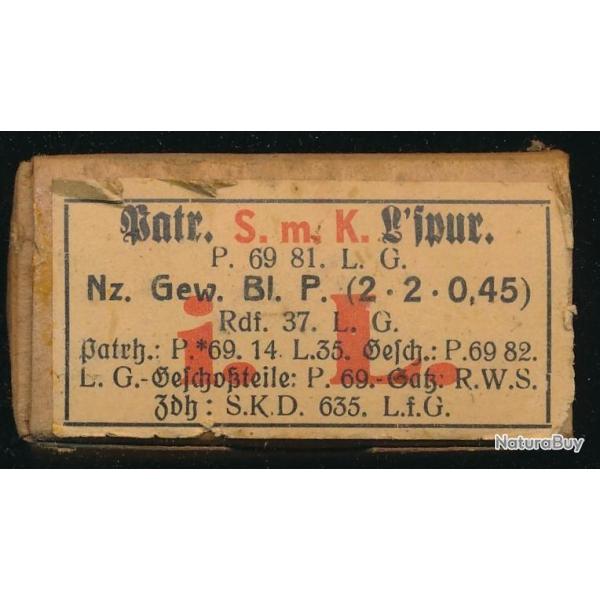 Patr. S. m. K. L'spur.
P. 69 81. L. G.
Nz. Gew. Bl. P. (2·2·0,45)
Rdf. 37. L. G.
i. L.
Patrh.: P.*69. 14. L.35. Gesch.: P.69 82.
L. G.-Geschoßteile: P. 69.-Satz: R.W.S.
Zdh: S.K.D. 635. L.f.G.
NaturaBuy